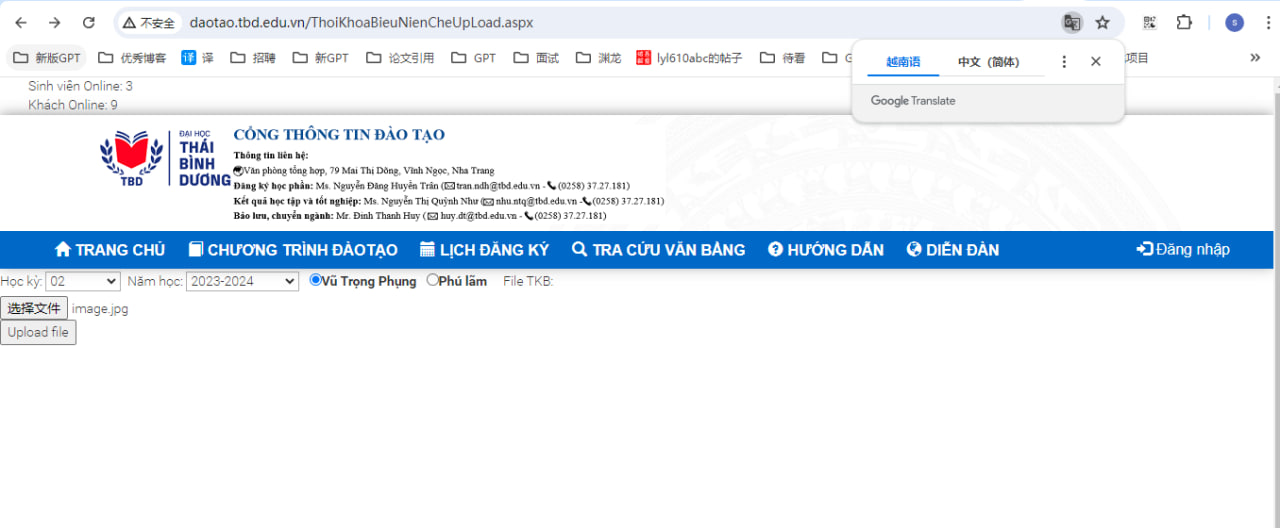 不安全 daotao.tbd.edu.vn/ThoiKhoaBieuNienCheUpLoad.aspx S
新版GPT 优秀博客 译 译 招聘 新GPT 论文引用 GPT 面试 渊龙 lyl610abc的帖子 待看 G 项目
越南语 中文（简体）
Google Translate
Sinh viên Online: 3
Khách Online: 9
ĐẠI HỌC
THÁI
BÌNH
DƯƠNG
TBD
CỔNG THÔNG TIN ĐÀO TẠO
Thông tin liên hệ:
Văn phòng tổng hợp, 79 Mai Thị Dõng, Vĩnh Ngọc, Nha Trang
Đăng ký học phần: Ms. Nguyễn Đặng Huyền Trân (tran.ndh@tbd.edu.vn - (0258) 37.27.181)
Kết quả học tập và tốt nghiệp: Ms. Nguyễn Thị Quỳnh Như (nhu.ntq@tbd.edu.vn - (0258) 37.27.181)
Bảo lưu, chuyển ngành: Mr. Đinh Thanh Huy ( huy.dt@tbd.edu.vn - (0258) 37.27.181)
TRANG CHỦ CHƯƠNG TRÌNH ĐÀOTẠO LỊCH ĐĂNG KÝ TRA CỨU VĂN BẰNG HƯỚNG DẪN DIỄN ĐÀN Đăng nhập
Học kỳ: 02 Năm học: 2023-2024 Vũ Trọng Phụng Phú lãm File TKB:
选择文件 image.jpg
Upload file